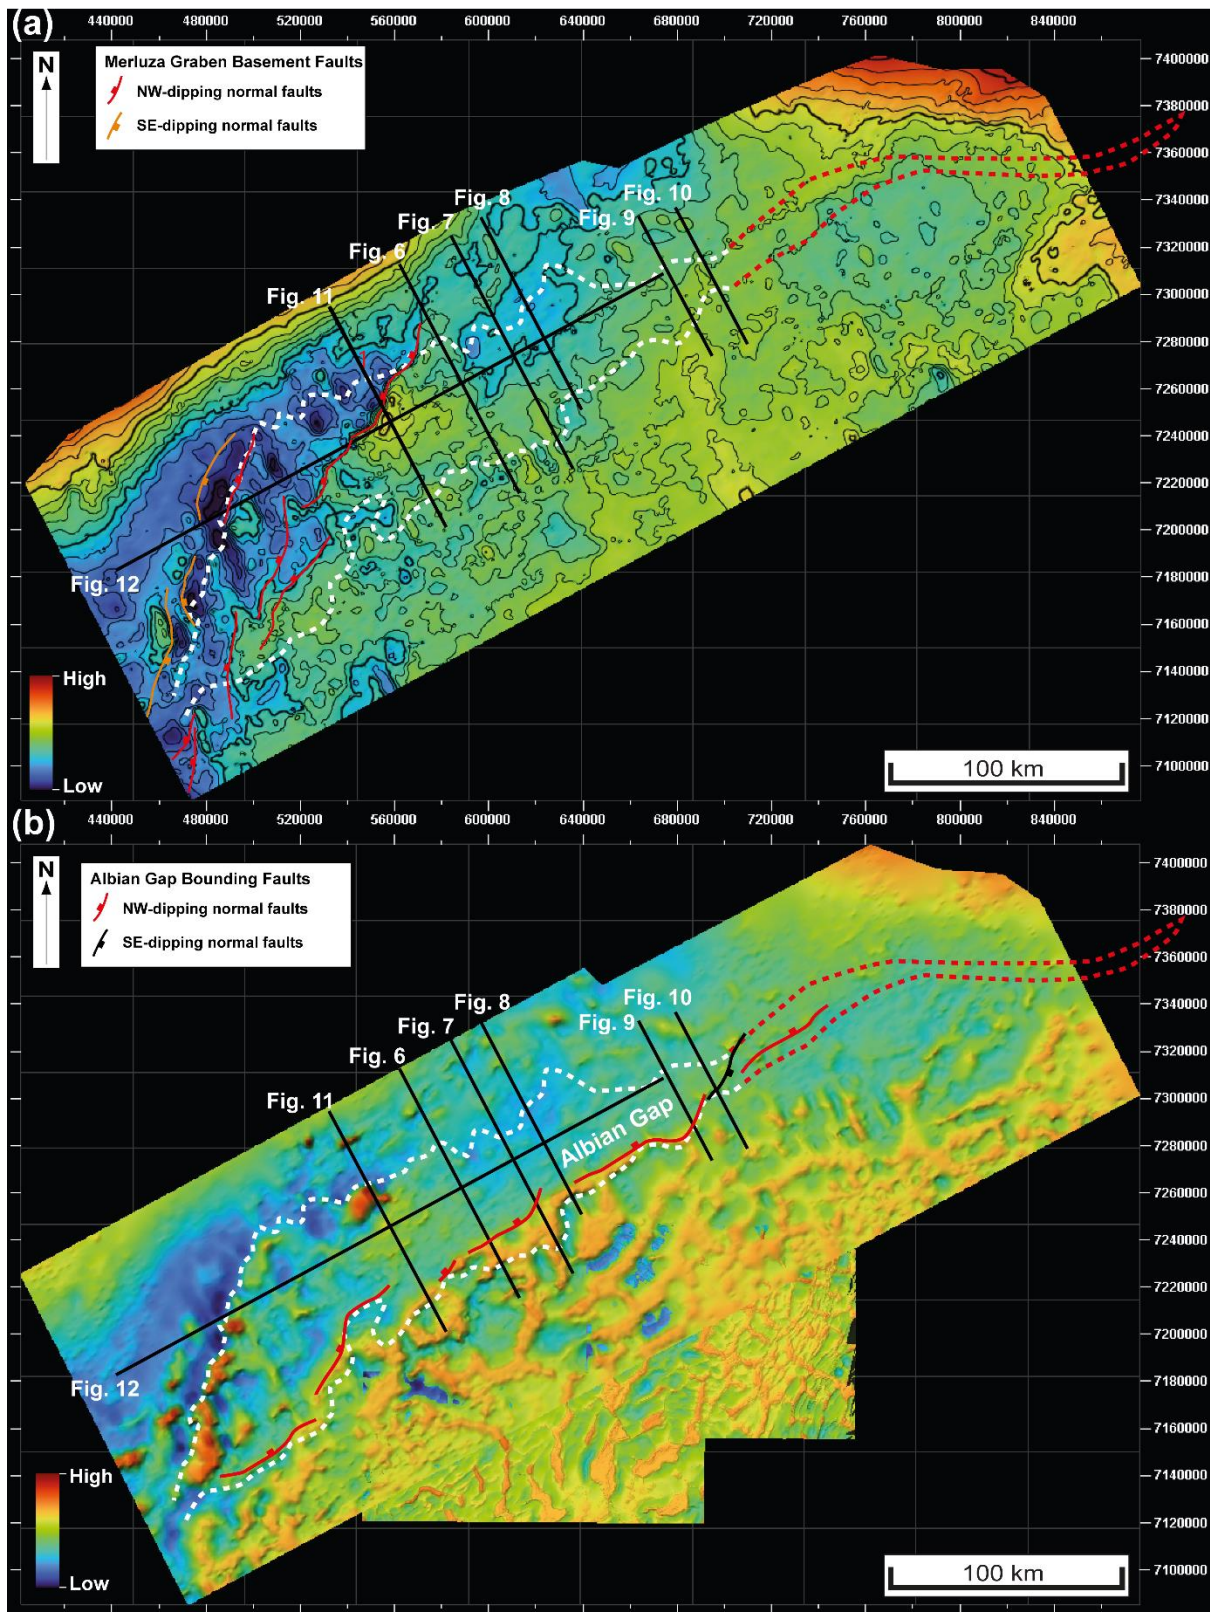 (a)
440000 480000 520000 560000 600000 640000 680000 720000 760000 800000 840000
N
Merluza Graben Basement Faults
NW-dipping normal faults
SE-dipping normal faults
7400000
7380000
7360000
7340000
7320000
7300000
7280000
7260000
7240000
7220000
7200000
7180000
7160000
7140000
7120000
7100000
Fig. 8
Fig. 7
Fig. 6
Fig. 10
Fig. 9
Fig. 11
Fig. 12
High
Low
100 km
(b)
440000 480000 520000 560000 600000 640000 680000 720000 760000 800000 840000
N
Albian Gap Bounding Faults
NW-dipping normal faults
SE-dipping normal faults
7400000
7380000
7360000
7340000
7320000
7300000
7280000
7260000
7240000
7220000
7200000
7180000
7160000
7140000
7120000
7100000
Fig. 8
Fig. 7
Fig. 6
Fig. 10
Fig. 9
Fig. 11
Albian Gap
Fig. 12
High
Low
100 km